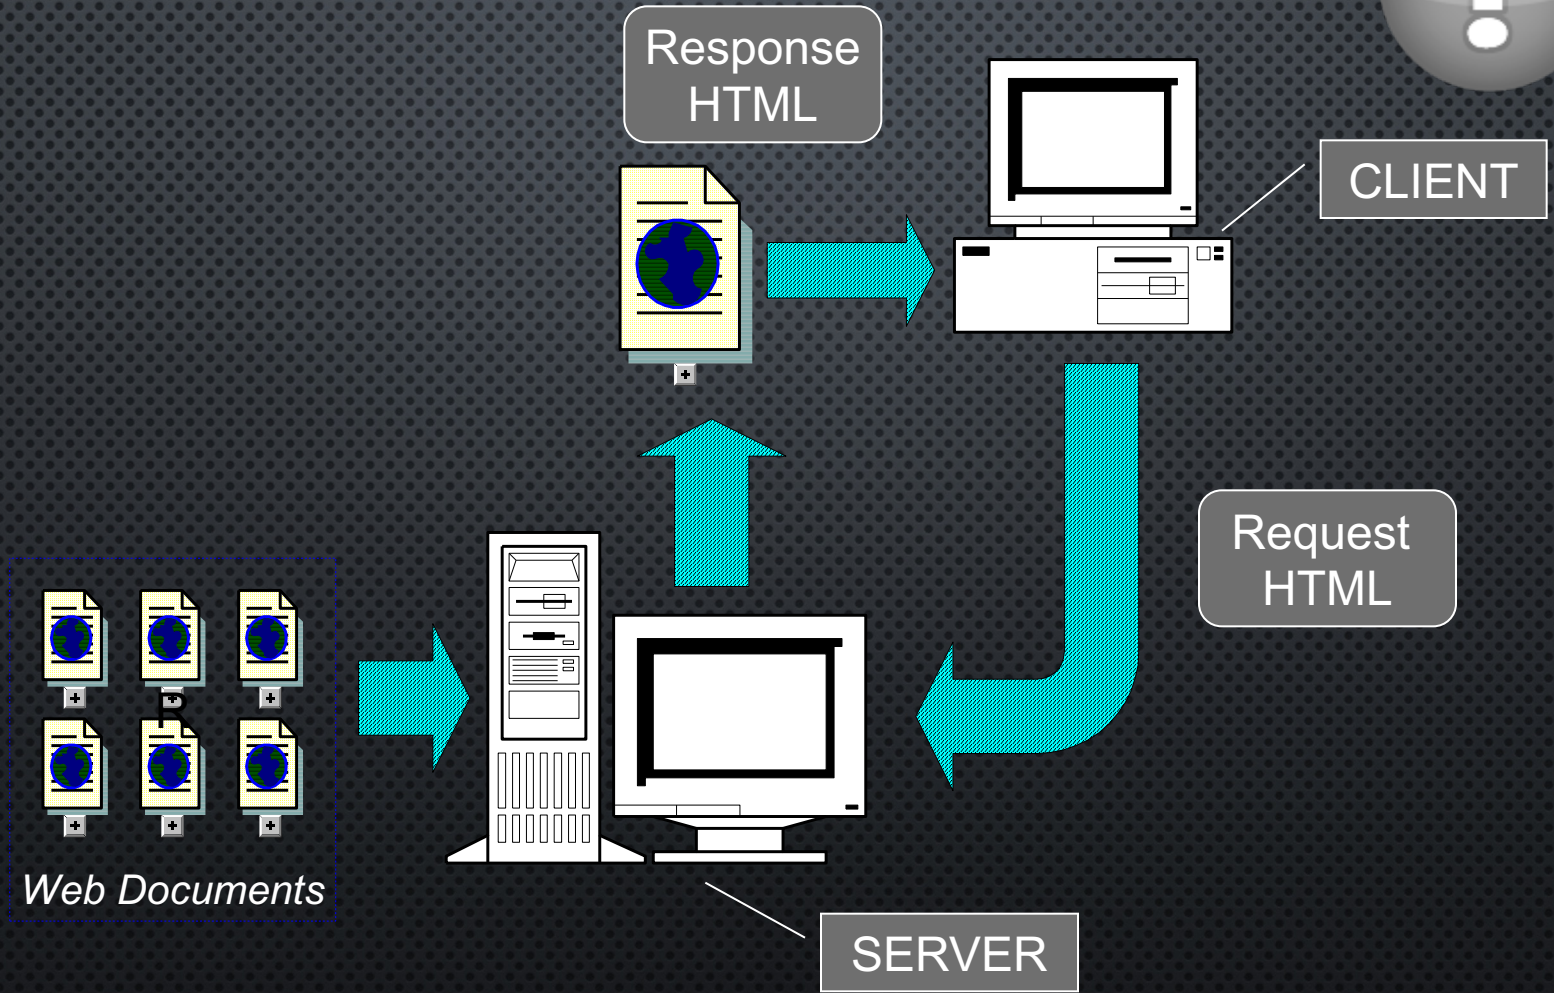 Response
HTML
CLIENT
Request
HTML
R
Web Documents
SERVER